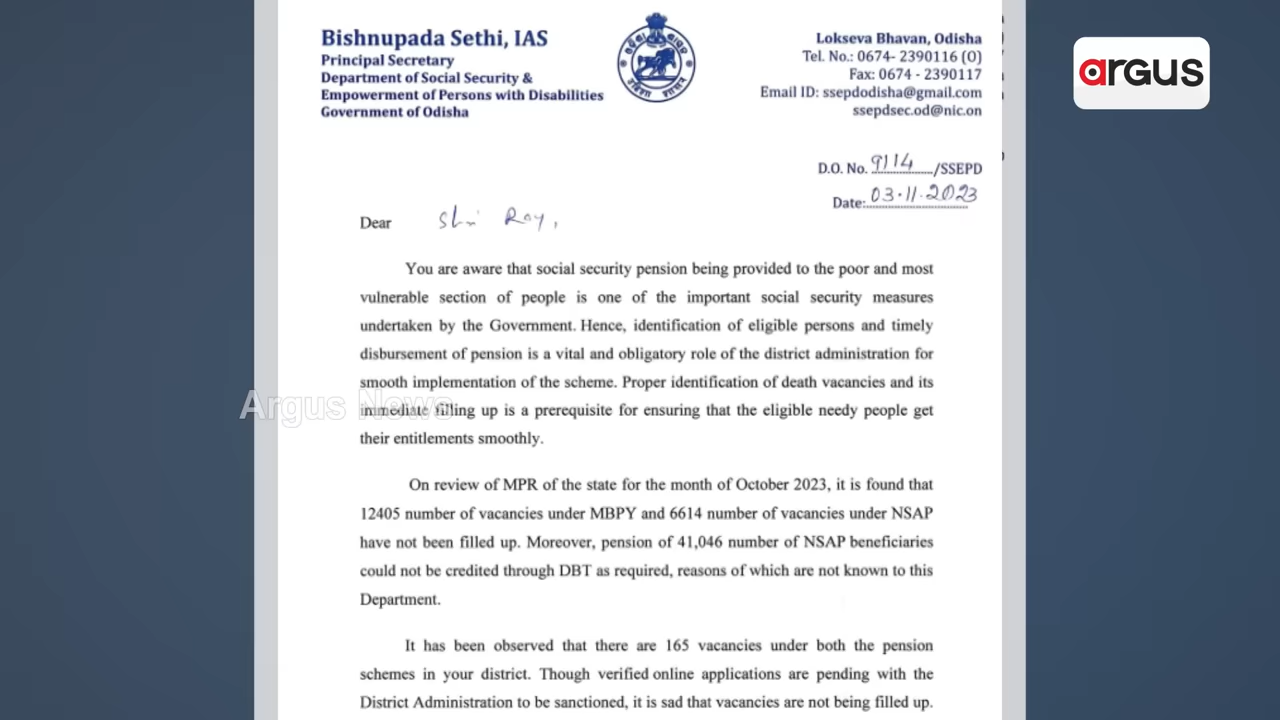 Bishnupada Sethi, IAS
Principal Secretary
Department of Social Security &
Empowerment of Persons with Disabilities
Government of Odisha
Lokseva Bhavan, Odisha
Tel. No.: 0674- 2390116 (O)
Fax: 0674 - 2390117
Email ID: ssepdodisha@gmail.com
ssepdsec.od@nic.on
argus
D.O. No. 9114 /SSEPD
Date: 03.11.2023
Dear Shri Ray,
You are aware that social security pension being provided to the poor and most
vulnerable section of people is one of the important social security measures
undertaken by the Government. Hence, identification of eligible persons and timely
disbursement of pension is a vital and obligatory role of the district administration for
smooth implementation of the scheme. Proper identification of death vacancies and its
immediate filling up is a prerequisite for ensuring that the eligible needy people get
their entitlements smoothly.
Argus News
On review of MPR of the state for the month of October 2023, it is found that
12405 number of vacancies under MBPY and 6614 number of vacancies under NSAP
have not been filled up. Moreover, pension of 41,046 number of NSAP beneficiaries
could not be credited through DBT as required, reasons of which are not known to this
Department.
It has been observed that there are 165 vacancies under both the pension
schemes in your district. Though verified online applications are pending with the
District Administration to be sanctioned, it is sad that vacancies are not being filled up.